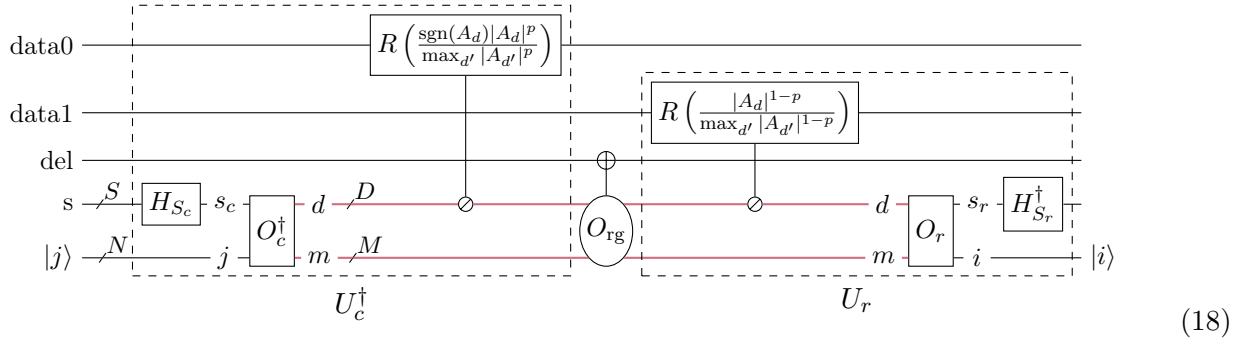 data0 R(sgn(A_d)|A_d|^p / max_{d'} |A_{d'}|^p)
data1 R(|A_d|^{1-p} / max_{d'} |A_{d'}|^{1-p})
del
s S H_{S_c} s_c d D d s_r H_{S_r}^†
O_c^† O_rg O_r
|j⟩ N j m M m i |i⟩
U_c^† U_r
(18)